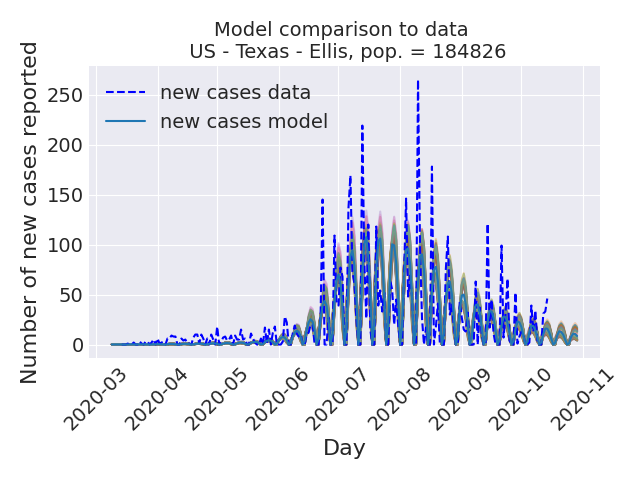 Model comparison to data
US - Texas - Ellis, pop. = 184826
Number of new cases reported
250
200
150
100
50
0
new cases data
new cases model
2020-03
2020-04
2020-05
2020-06
2020-07
2020-08
2020-09
2020-10
2020-11
Day